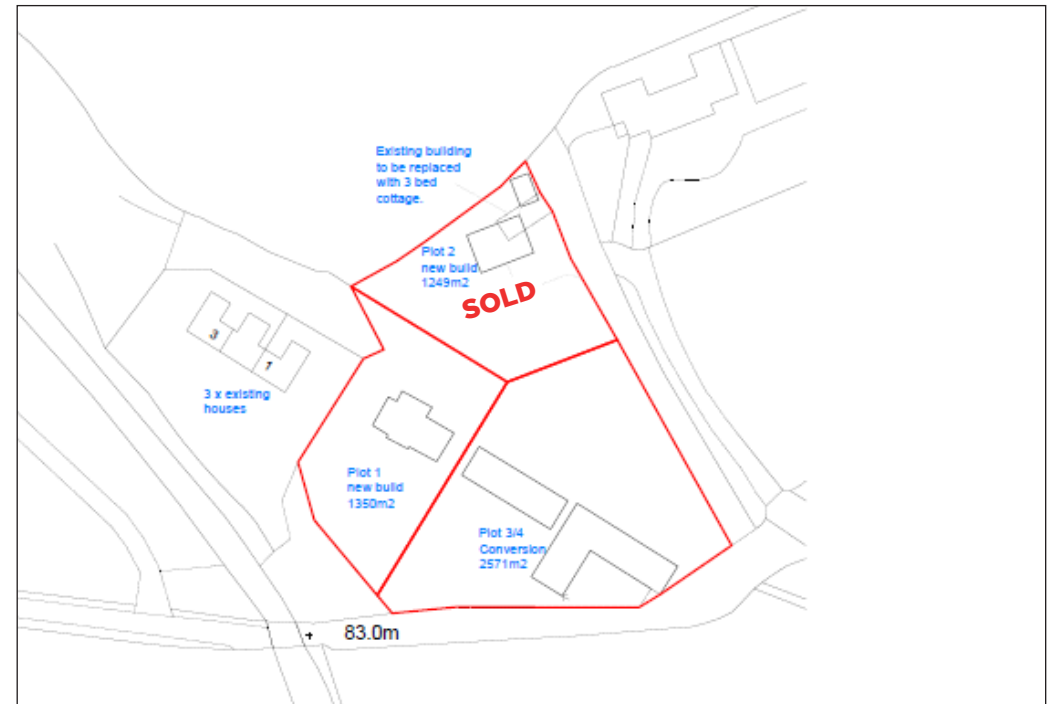 Existing building
to be replaced
with 3 bed
cottage.
Plot 2
new build
1249m2
SOLD
3
1
3 x existing
houses
Plot 1
new build
1350m2
Plot 3/4
Conversion
2571m2
83.0m